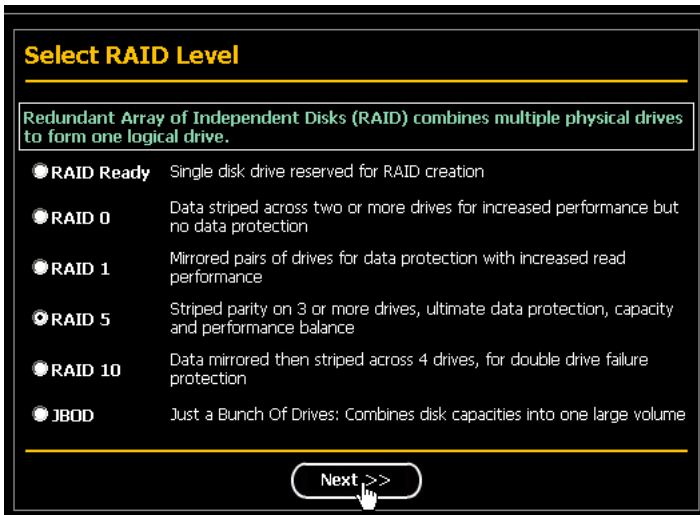 Select RAID Level
Redundant Array of Independent Disks (RAID) combines multiple physical drives
to form one logical drive.
RAID Ready Single disk drive reserved for RAID creation
RAID 0 Data striped across two or more drives for increased performance but
no data protection
RAID 1 Mirrored pairs of drives for data protection with increased read
performance
RAID 5 Striped parity on 3 or more drives, ultimate data protection, capacity
and performance balance
RAID 10 Data mirrored then striped across 4 drives, for double drive failure
protection
JBOD Just a Bunch Of Drives: Combines disk capacities into one large volume
Next >>